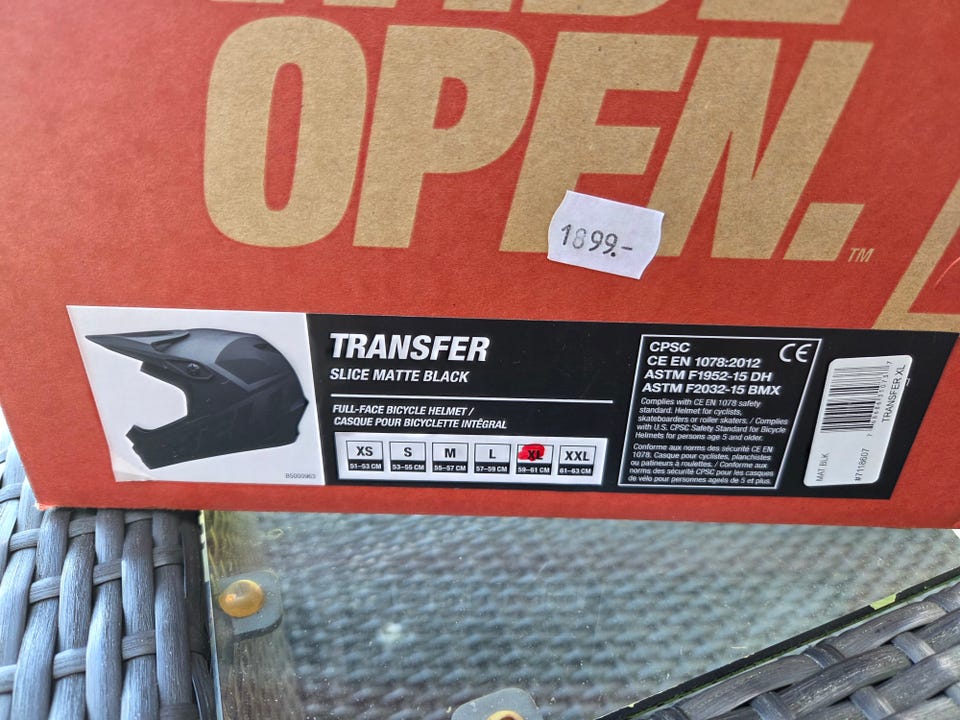 OPEN.
TM
1899.-
TRANSFER
SLICE MATTE BLACK
FULL-FACE BICYCLE HELMET /
CASQUE POUR BICYCLETTE INTÉGRAL
XS S M L XL XXL
51–53 CM 53–55 CM 55–57 CM 57–59 CM 59–61 CM 61–63 CM
BS000963
CPSC
CE EN 1078:2012
ASTM F1952-15 DH
ASTM F2032-15 BMX
CE
Complies with CE EN 1078 safety
standard. Helmet for cyclists,
skateboarders or roller skaters. / Complies
with U.S. CPSC Safety Standard for Bicycle
Helmets for persons age 5 and older.
Conforme aux normes de sécurité CE EN
1078. Casque pour cyclistes, planchistes
ou patineurs à roulettes. / Conforme aux
normes de sécurité CPSC pour les casques
de vélo pour personnes agées de 5 et plus.
MAT BLK
#7118607
TRANSFER XL